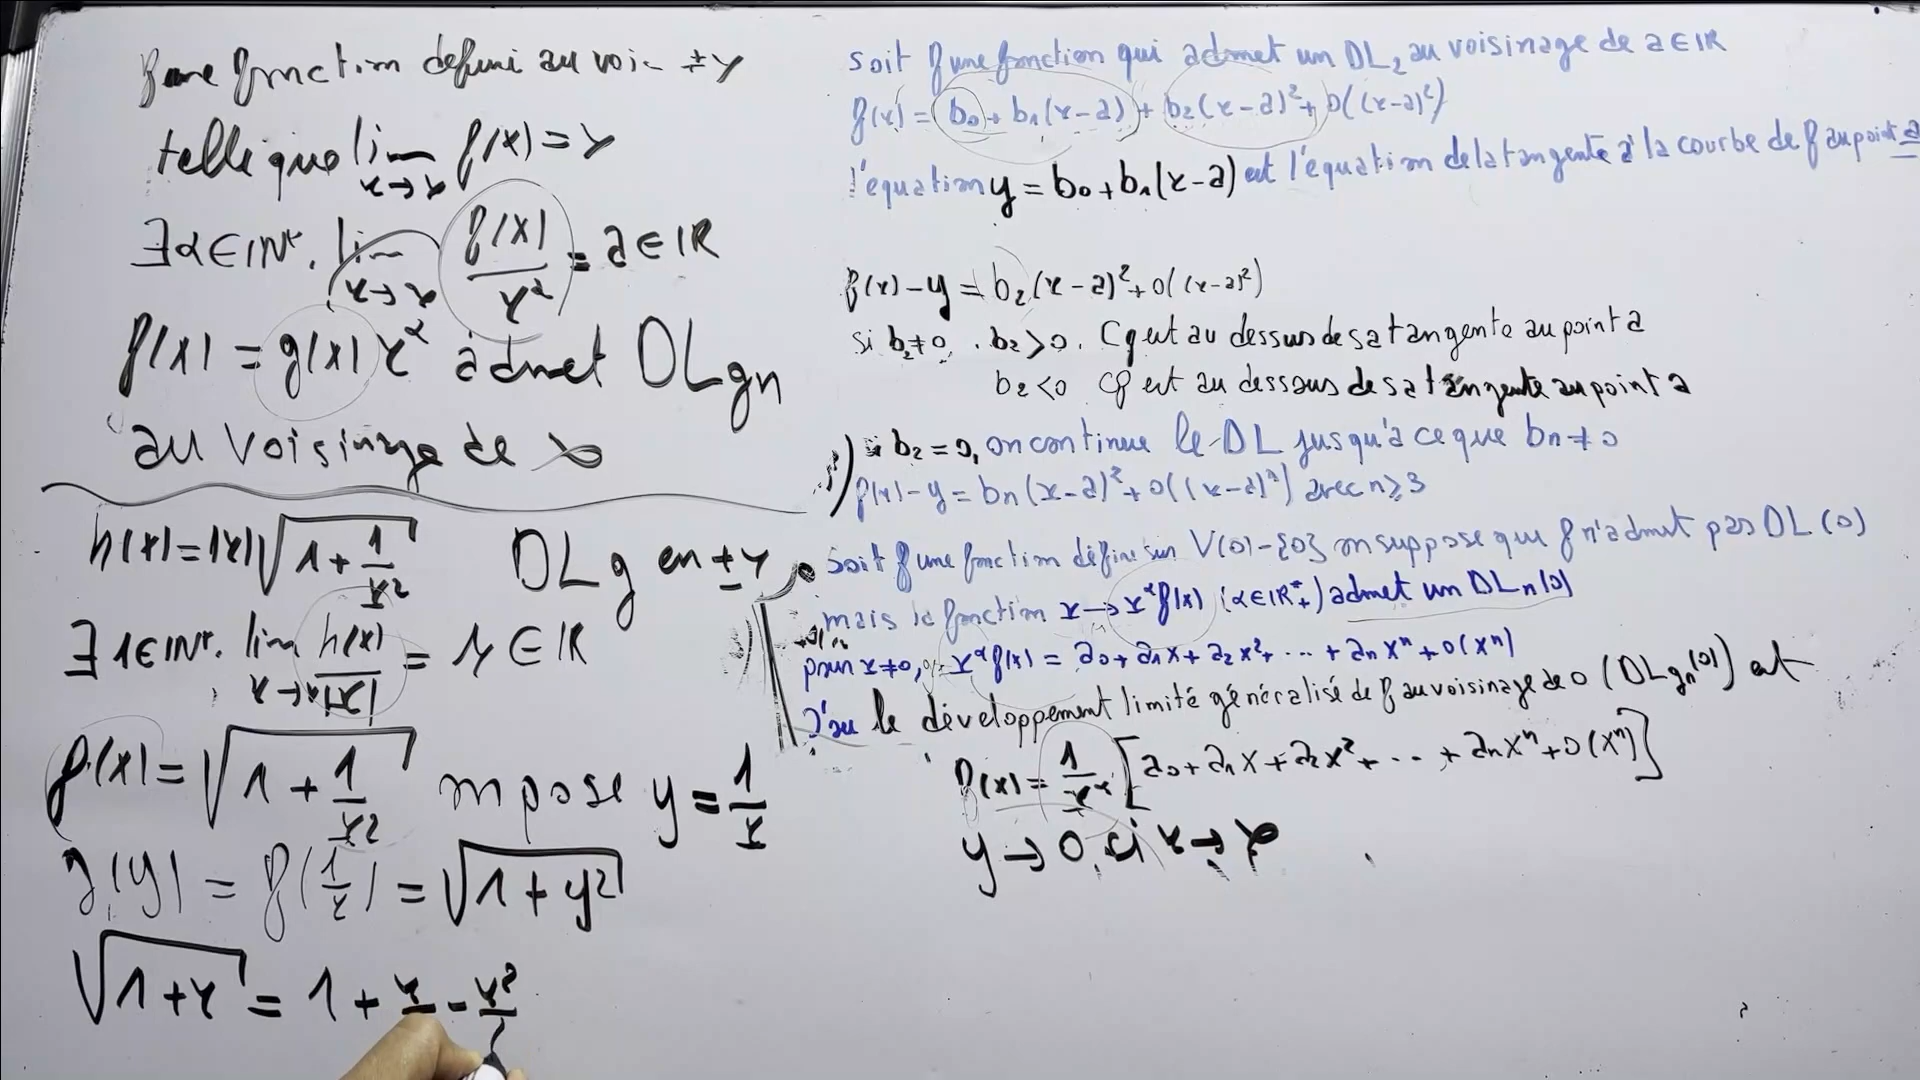 f une fonction defini au voi- ±∞
telle que lim x→∞ f(x) = ∞
∃α∈IN*. lim x→∞ f(x)/x^α = a ∈ IR
f(x) = g(x) x^α admet DLgn
au voisinage de ∞
h(x) = |x|√(1 + 1/x²) DLg en ±∞
∃ 1∈IN*. lim x→∞ h(x)/|x| = 1 ∈ IR
f(x) = √(1 + 1/x²) on pose y = 1/x
g(y) = f(1/x) = √(1 + y²)
√(1+x) = 1 + x - x²
soit f une fonction qui admet un DL₂ au voisinage de a∈IR
f(x) = b₀ + b₁(x-a) + b₂(x-a)² + o((x-a)²)
l'equation y = b₀ + b₁(x-a) est l'équation de la tangente à la courbe de f au point a
f(x) - y = b₂(x-a)² + o((x-a)²)
si b₂≠0. b₂>0. Cf est au dessus de sa tangente au point a
b₂<0 Cf est au dessous de sa tangente au point a
si b₂ = 0, on continue le DL jusqu'à ce que bn ≠ 0
f(x) - y = bn(x-a)² + o((x-a)²) avec n≥3
soit f une fonction définie sur V(0)-{0} on suppose que f n'admet pas DL(0)
mais la fonction x→x^α f(x) (α∈IR*₊) admet un DLn(0)
pour x≠0, x^α f(x) = a₀ + a₁x + a₂x² + ... + anxⁿ + o(xⁿ)
le développement limité généralisé de f au voisinage de 0 (DLgn(0)) est
f(x) = 1/x^α [a₀ + a₁x + a₂x² + ... + anxⁿ + o(xⁿ)]
y → 0 si x → ∞